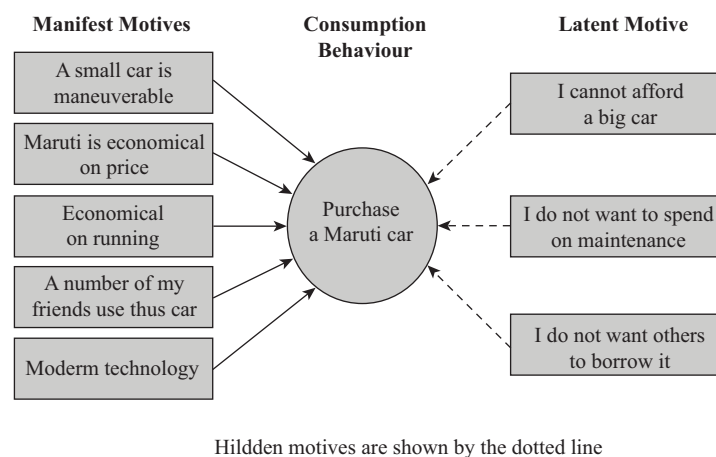 Manifest Motives
Consumption
Behaviour
Latent Motive
A small car is
maneuverable
Maruti is economical
on price
Economical
on running
A number of my
friends use thus car
Moderm technology
Purchase
a Maruti car
I cannot afford
a big car
I do not want to spend
on maintenance
I do not want others
to borrow it
Hildden motives are shown by the dotted line